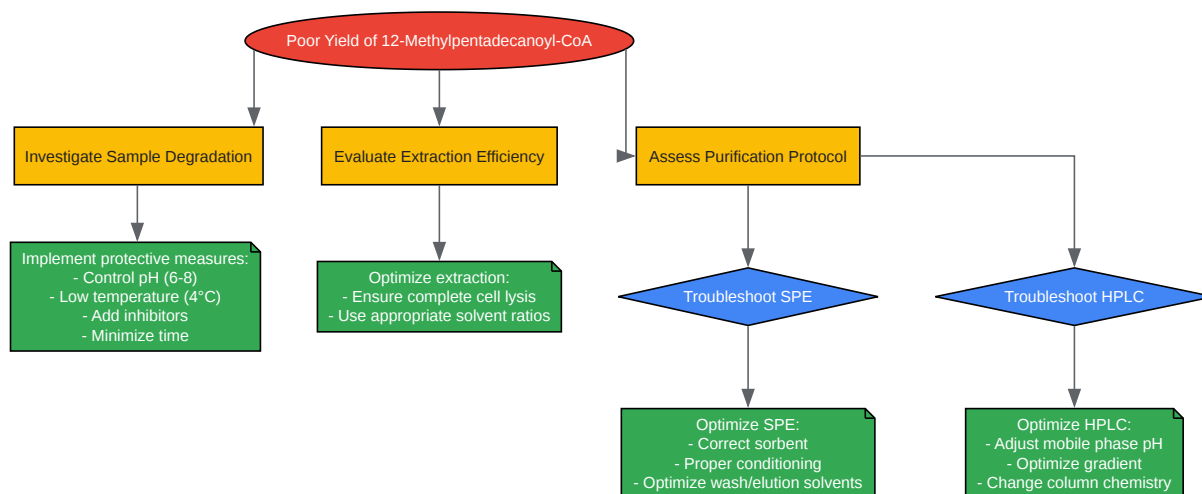 Poor Yield of 12-Methylpentadecanoyl-CoA
Investigate Sample Degradation
Evaluate Extraction Efficiency
Assess Purification Protocol
Implement protective measures:
- Control pH (6-8)
- Low temperature (4°C)
- Add inhibitors
- Minimize time
Optimize extraction:
- Ensure complete cell lysis
- Use appropriate solvent ratios
Troubleshoot SPE
Troubleshoot HPLC
Optimize SPE:
- Correct sorbent
- Proper conditioning
- Optimize wash/elution solvents
Optimize HPLC:
- Adjust mobile phase pH
- Optimize gradient
- Change column chemistry